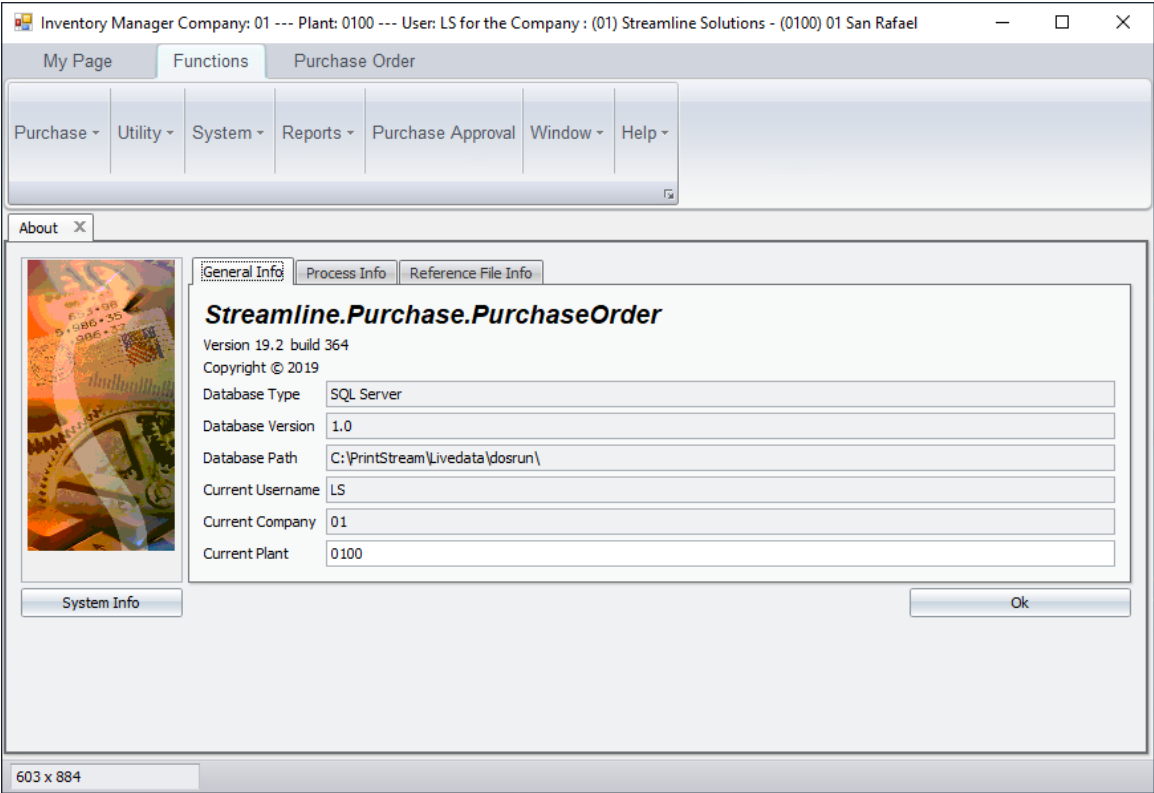 Inventory Manager Company: 01 --- Plant: 0100 --- User: LS for the Company : (01) Streamline Solutions - (0100) 01 San Rafael
My Page Functions Purchase Order
Purchase Utility System Reports Purchase Approval Window Help
About
General Info Process Info Reference File Info
Streamline.Purchase.PurchaseOrder
Version 19.2 build 364
Copyright © 2019
Database Type SQL Server
Database Version 1.0
Database Path C:\PrintStream\Livedata\dosrun\
Current Username LS
Current Company 01
Current Plant 0100
System Info Ok
603 x 884